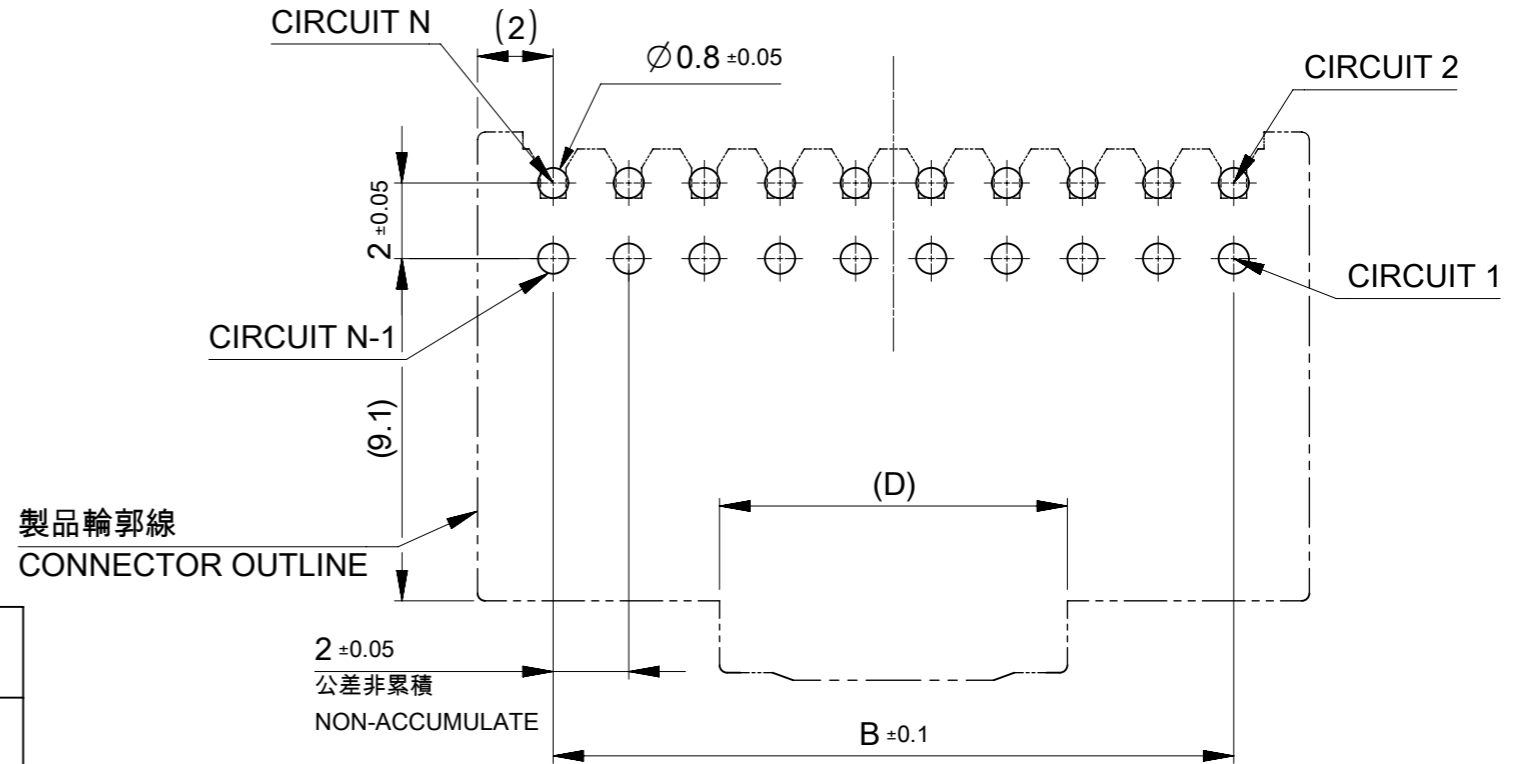 CIRCUIT N
(2)
Ø0.8 ±0.05
CIRCUIT 2
2 ±0.05
CIRCUIT 1
CIRCUIT N-1
(9.1)
(D)
製品輪郭線
CONNECTOR OUTLINE
2 ±0.05
公差非累積
NON-ACCUMULATE
B ±0.1